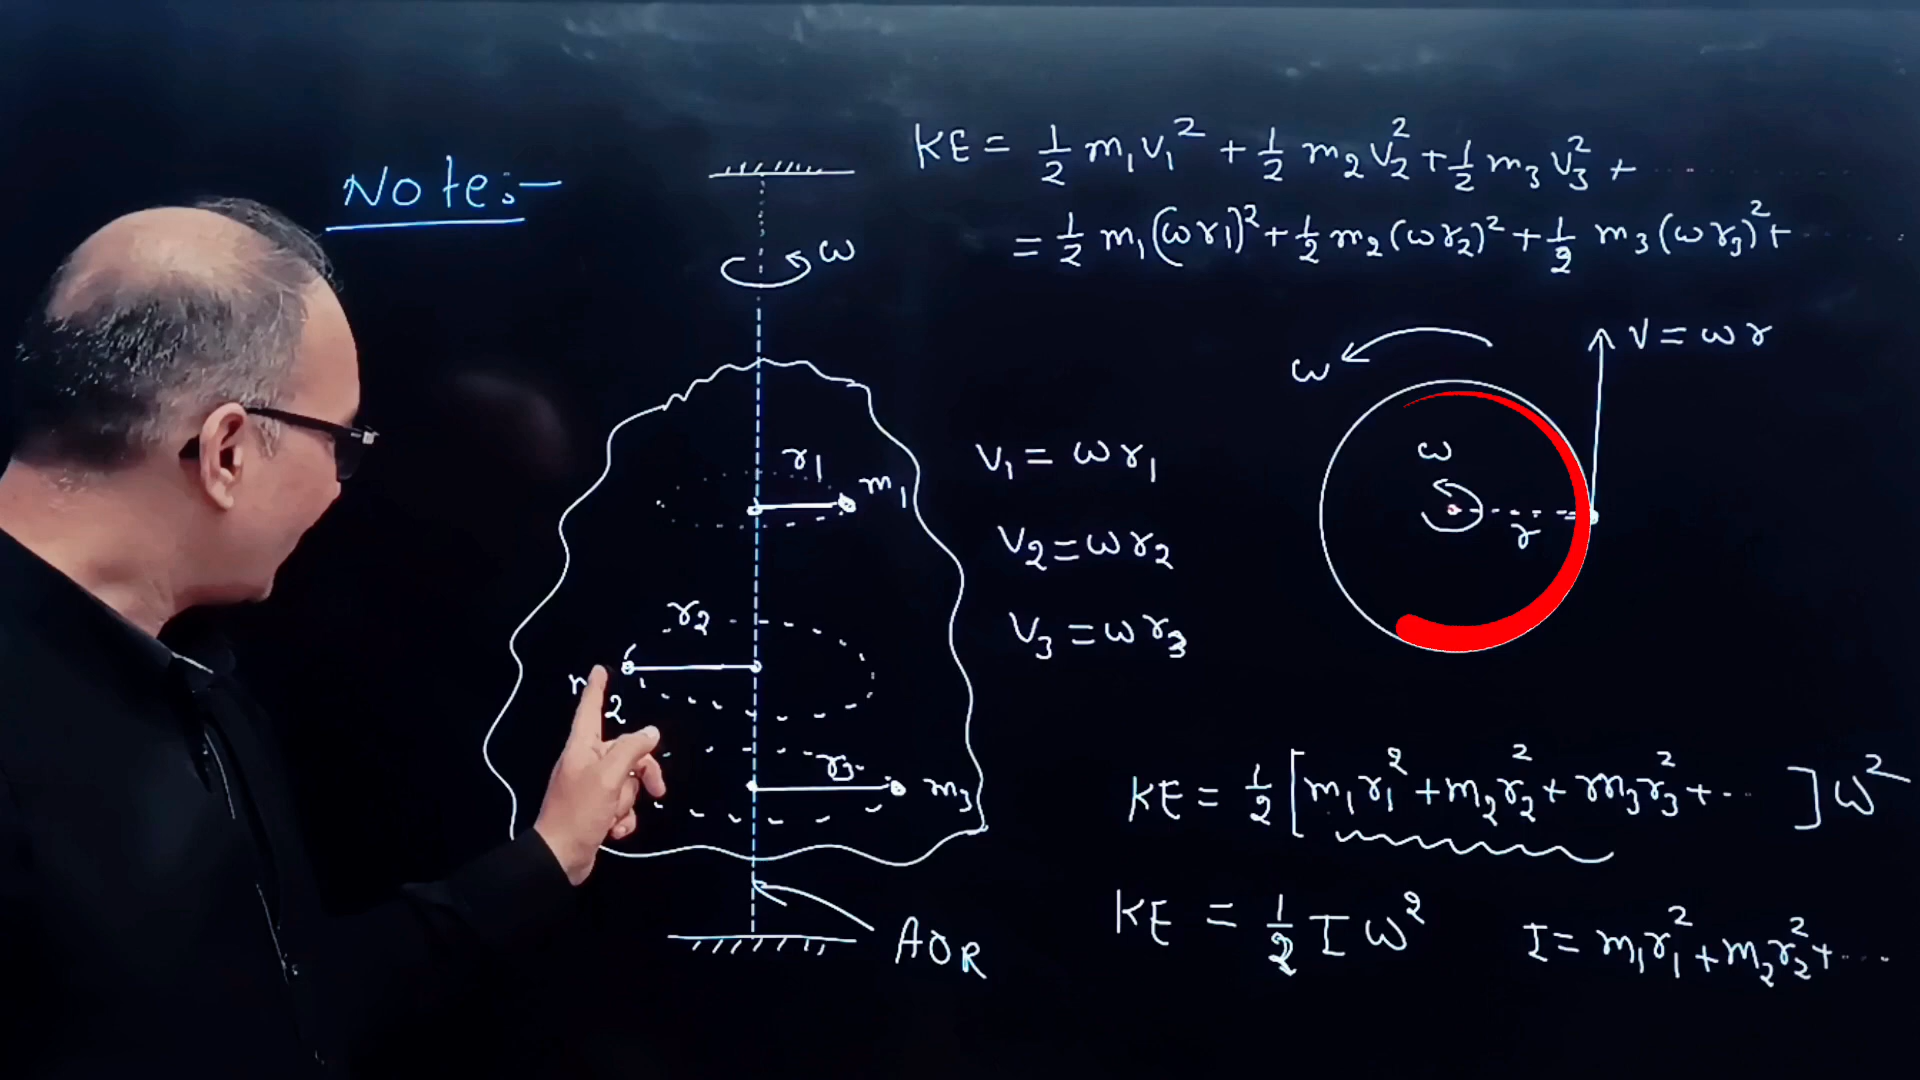 Note:-
KE = 1/2 m₁v₁² + 1/2 m₂v₂² + 1/2 m₃v₃² + .......
= 1/2 m₁(ωr₁)² + 1/2 m₂(ωr₂)² + 1/2 m₃(ωr₃)² + .......
ω
V = ωr
ω
ω
r
r₁
m₁
v₁ = ωr₁
v₂ = ωr₂
v₃ = ωr₃
r₂
2
r₃
m₃
KE = 1/2 [m₁r₁² + m₂r₂² + m₃r₃² + ... ] ω²
KE = 1/2 I ω²
I = m₁r₁² + m₂r₂² + ....
AOR